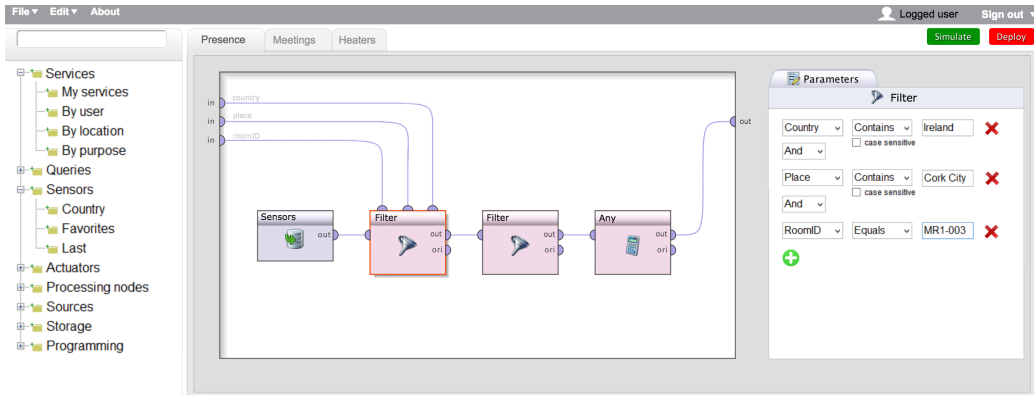 File Edit About
Logged user Sign out
Simulate Deploy
Presence Meetings Heaters
Services
My services
By user
By location
By purpose
Queries
Sensors
Country
Favorites
Last
Actuators
Processing nodes
Sources
Storage
Programming
in country
in place
in roomID
out
Sensors
out
Filter
out
ori
Filter
out
ori
Any
out
ori
Parameters
Filter
Country Contains Ireland
case sensitive
And
Place Contains Cork City
case sensitive
And
RoomID Equals MR1-003